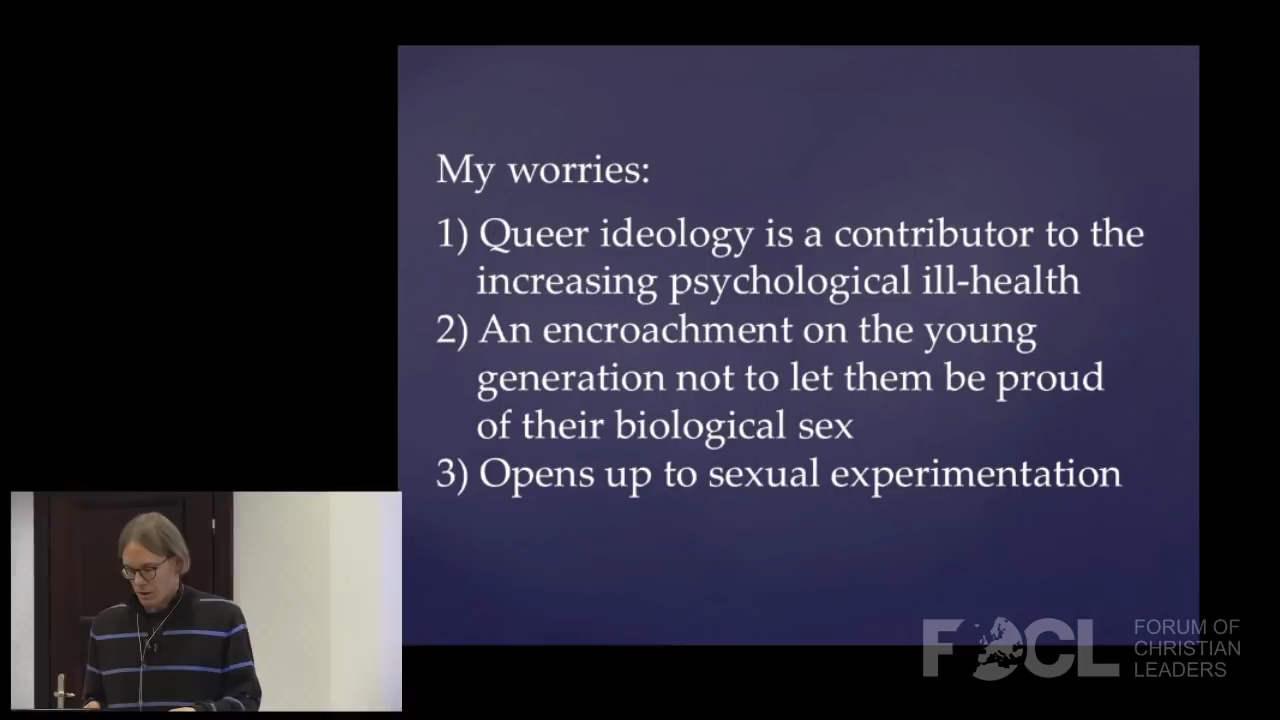 My worries:
1) Queer ideology is a contributor to the
increasing psychological ill-health
2) An encroachment on the young
generation not to let them be proud
of their biological sex
3) Opens up to sexual experimentation
FOCL
FORUM OF
CHRISTIAN
LEADERS